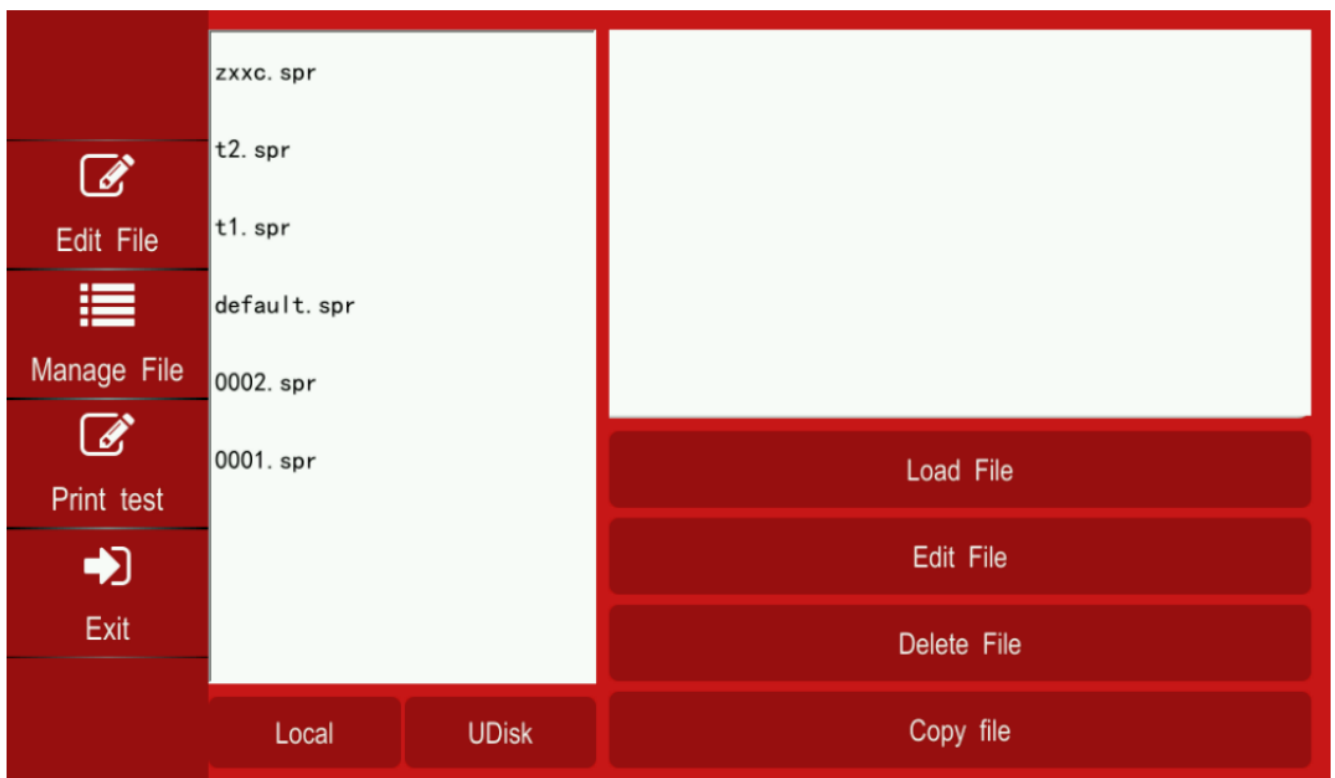 Edit File
Manage File
Print test
Exit
zxxc.spr
t2.spr
t1.spr
default.spr
0002.spr
0001.spr
Local
UDisk
Load File
Edit File
Delete File
Copy file